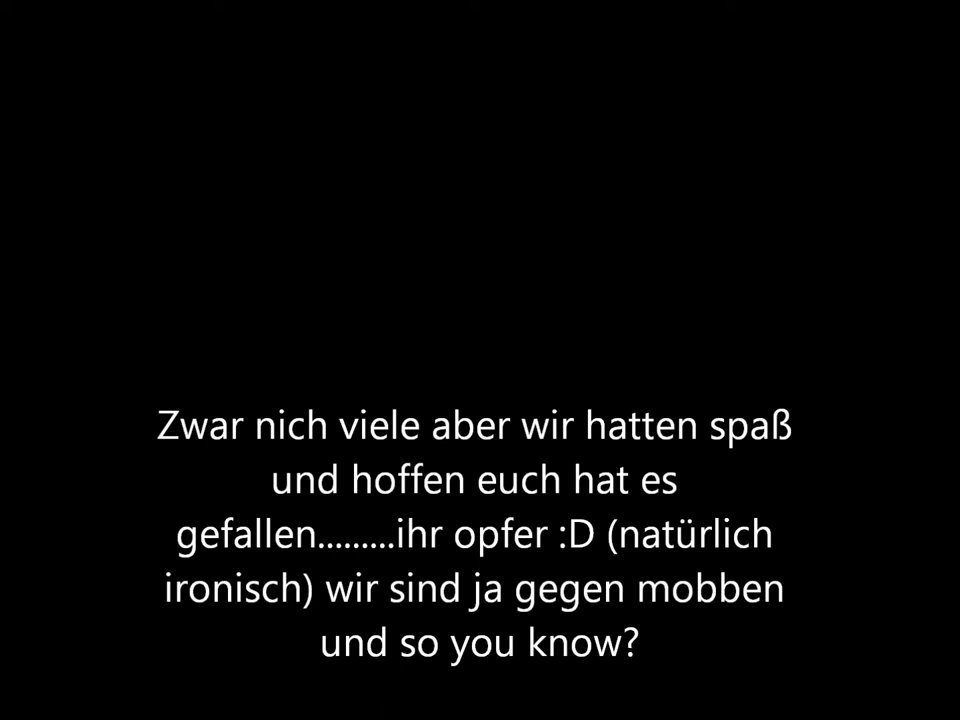 Zwar nich viele aber wir hatten spaß
und hoffen euch hat es
gefallen.........ihr opfer :D (natürlich
ironisch) wir sind ja gegen mobben
und so you know?